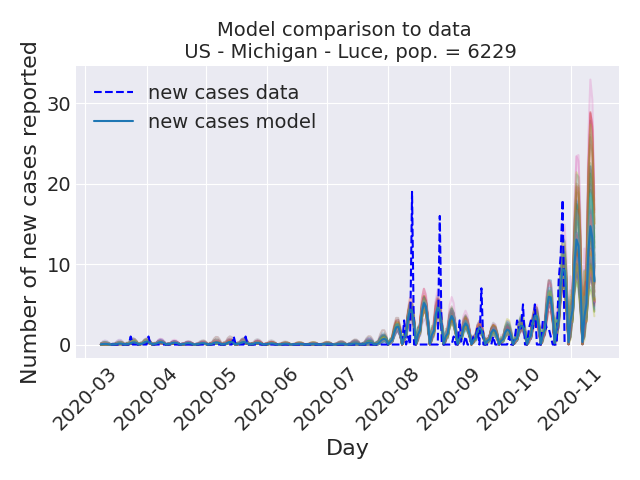 Model comparison to data
US - Michigan - Luce, pop. = 6229
Number of new cases reported
30
20
10
0
new cases data
new cases model
2020-03
2020-04
2020-05
2020-06
2020-07
2020-08
2020-09
2020-10
2020-11
Day